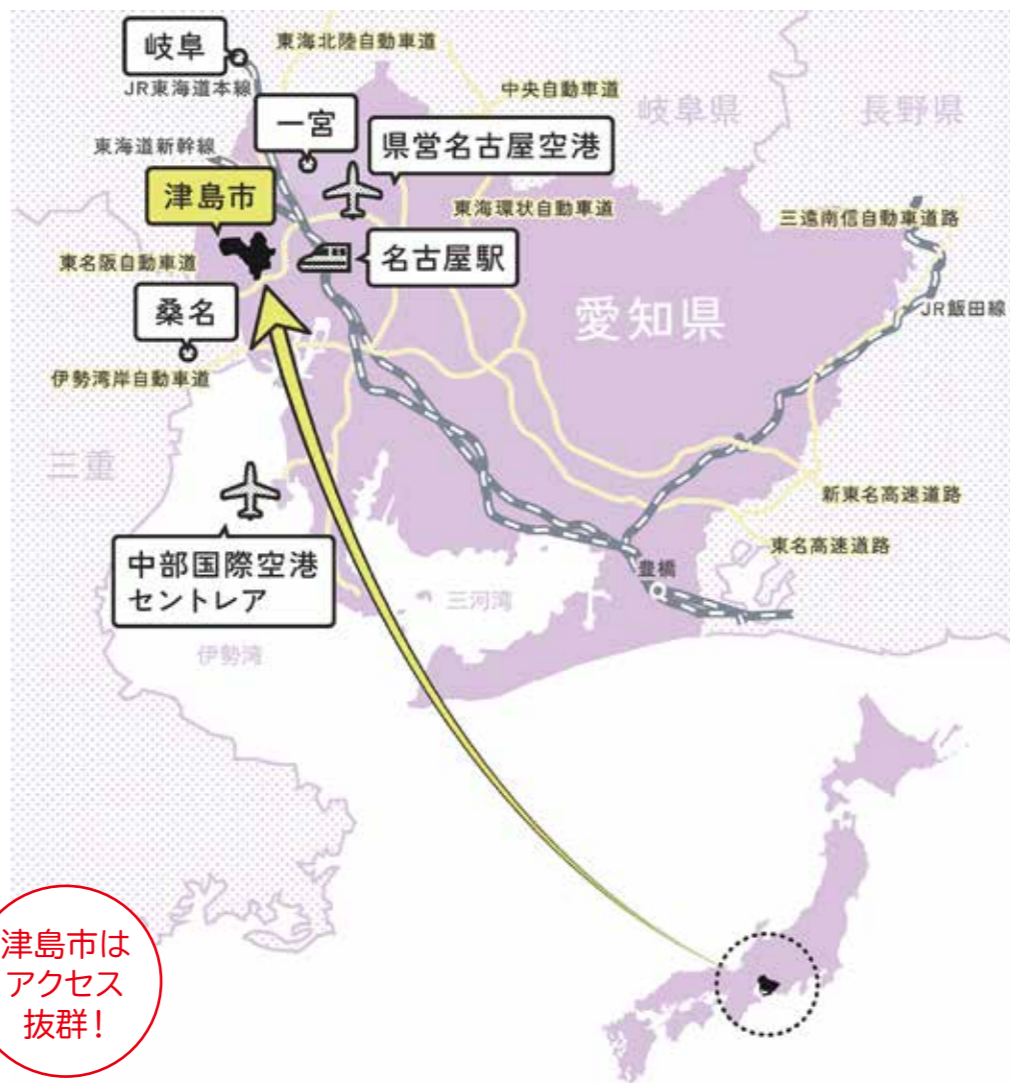 岐阜
東海北陸自動車道
JR東海道本線
中央自動車道
岐阜県
長野県
一宮
東海道新幹線
県営名古屋空港
津島市
東海環状自動車道
三遠南信自動車道路
東名阪自動車道
名古屋駅
桑名
愛知県
JR飯田線
伊勢湾岸自動車道
三重
新東名高速道路
中部国際空港
セントレア
東名高速道路
豊橋
三河湾
伊勢湾
津島市は
アクセス
抜群！